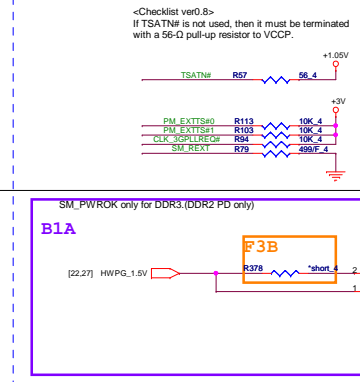 <Checklist ver0.8>
If TSATN# is not used, then it must be terminated
with a 56-Ω pull-up resistor to VCCP.
+1.05V
TSATN# R57 56_4
+3V
PM_EXTTS#0 R113 10K_4
PM_EXTTS#1 R103 10K_4
CLK_3GPLLREQ# R94 10K_4
SM_REXT R79 499/F_4
SM_PWROK only for DDR3.(DDR2 PD only)
B1A
F3B
[22,27] HWPG_1.5V R378 *short_4 2
1